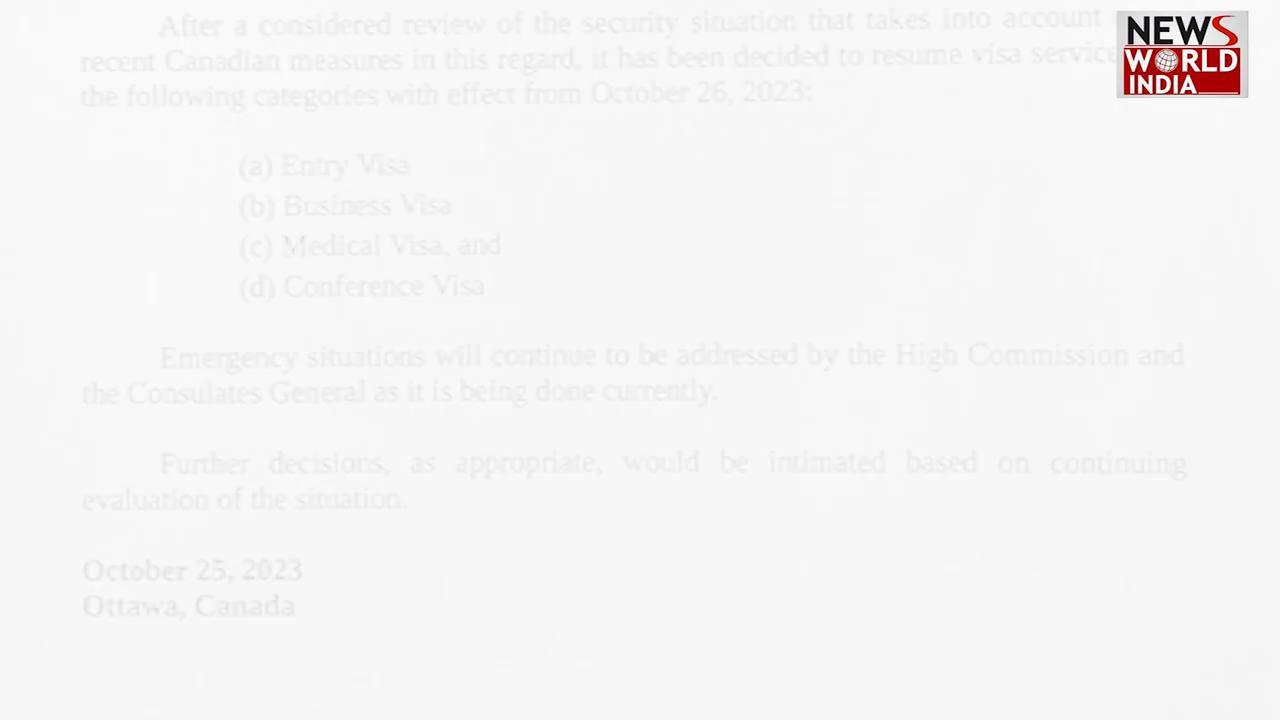 After a considered review of the security situation that takes into account
recent Canadian measures in this regard, it has been decided to resume visa
the following categories with effect from October 26, 2023:
(a) Entry Visa
(b) Business Visa
(c) Medical Visa, and
(d) Conference Visa
Emergency situations will continue to be addressed by the High Commission and
the Consulates General as it is being done currently.
Further decisions, as appropriate, would be intimated based on continuing
evaluation of the situation.
October 25, 2023
Ottawa, Canada
NEWS
WORLD
INDIA